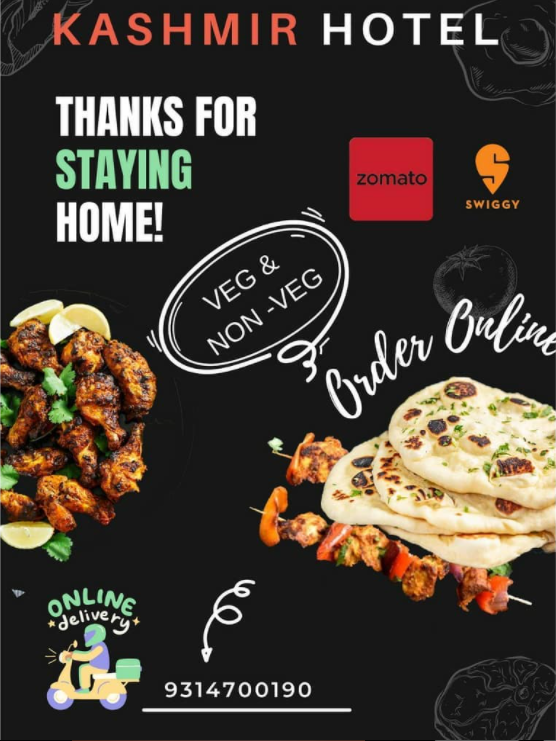 KASHMIR HOTEL
THANKS FOR
STAYING
HOME!
zomato
SWIGGY
VEG &
NON -VEG
Order Online
ONLINE
delivery
9314700190